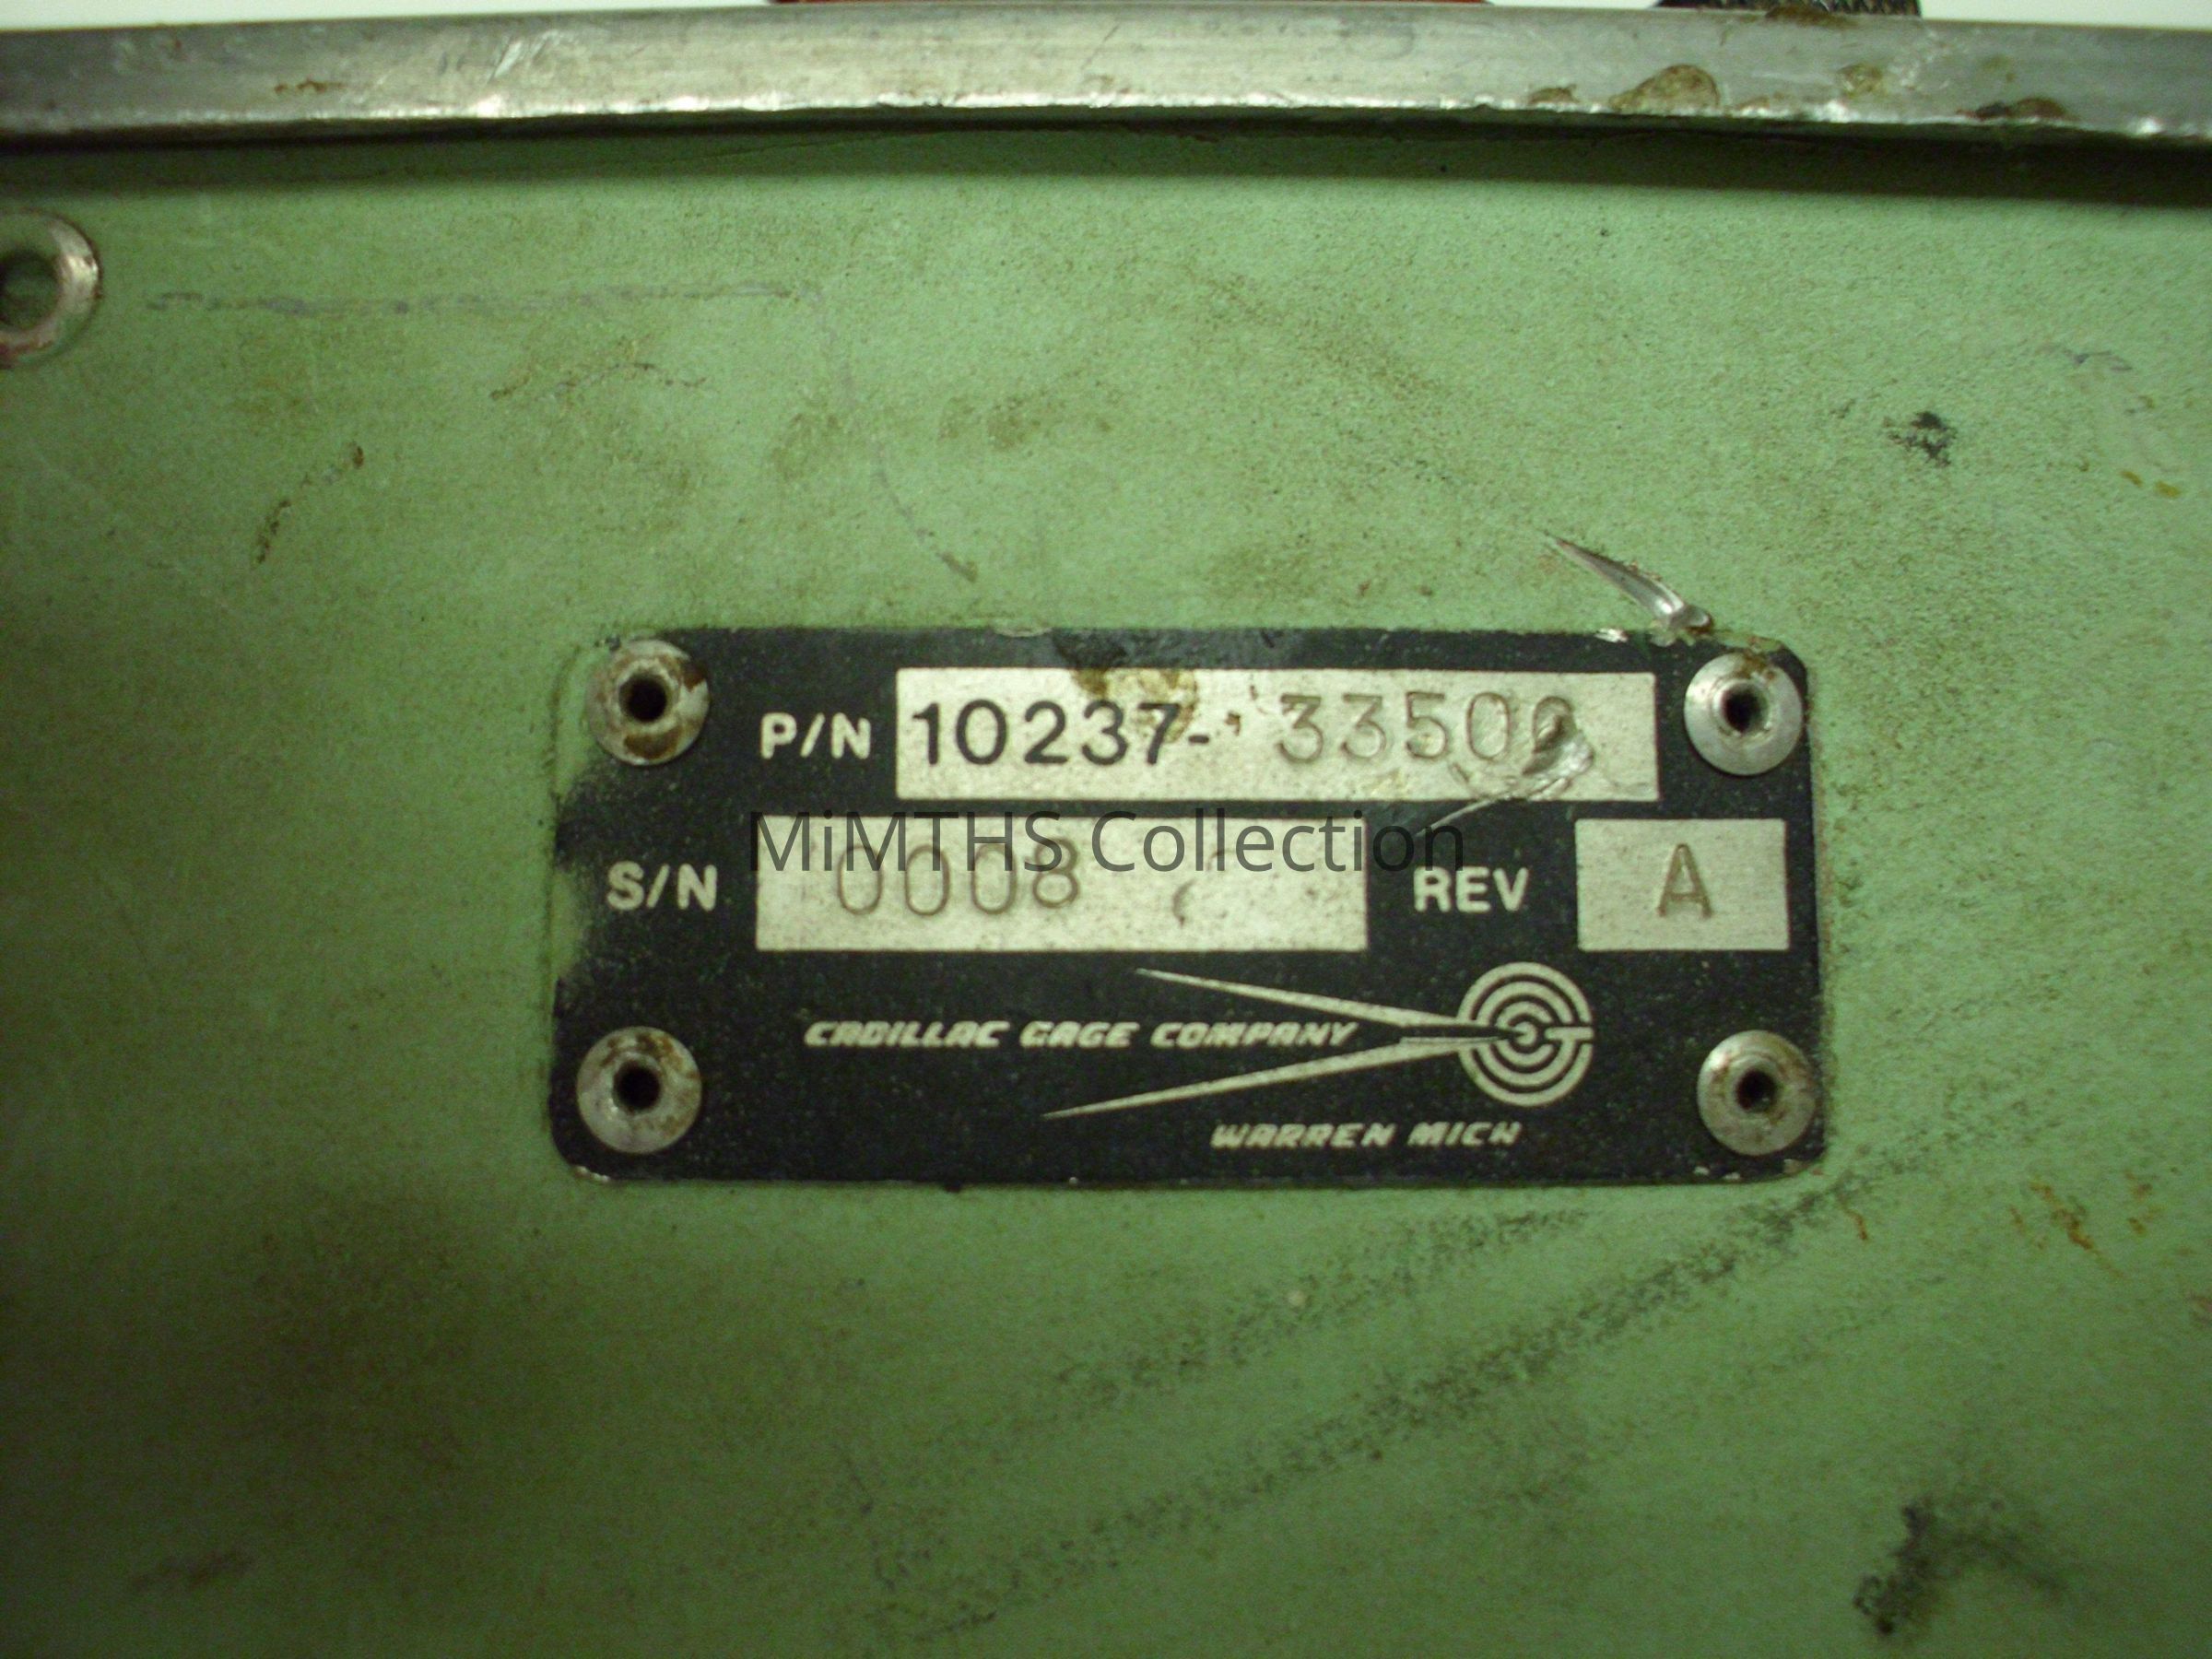 P/N 10237- 33500
MiMTHS Collection
S/N 0008 REV A
CADILLAC GAGE COMPANY
WARREN MICH